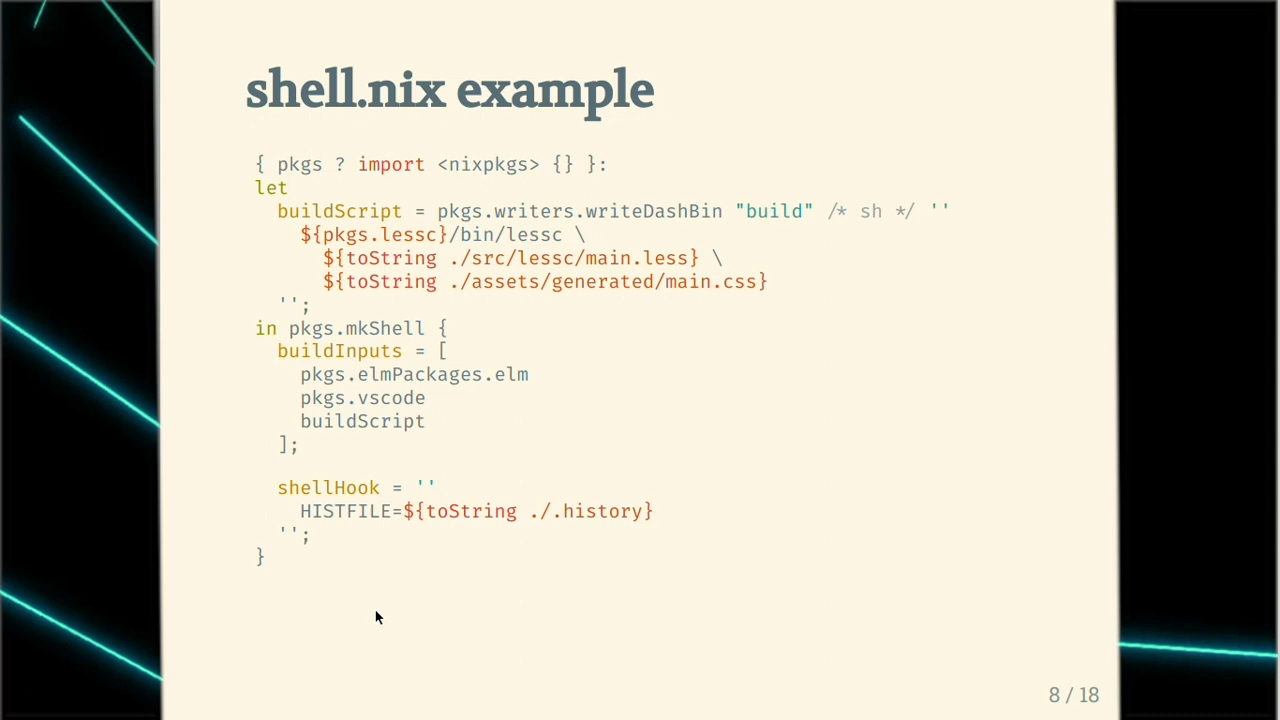 shell.nix example
{ pkgs ? import <nixpkgs> {} }:
let
  buildScript = pkgs.writers.writeDashBin "build" /* sh */ ''
    ${pkgs.lessc}/bin/lessc \
      ${toString ./src/lessc/main.less} \
      ${toString ./assets/generated/main.css}
  '';
in pkgs.mkShell {
  buildInputs = [
    pkgs.elmPackages.elm
    pkgs.vscode
    buildScript
  ];
  shellHook = ''
    HISTFILE=${toString ./.history}
  '';
}
8 / 18